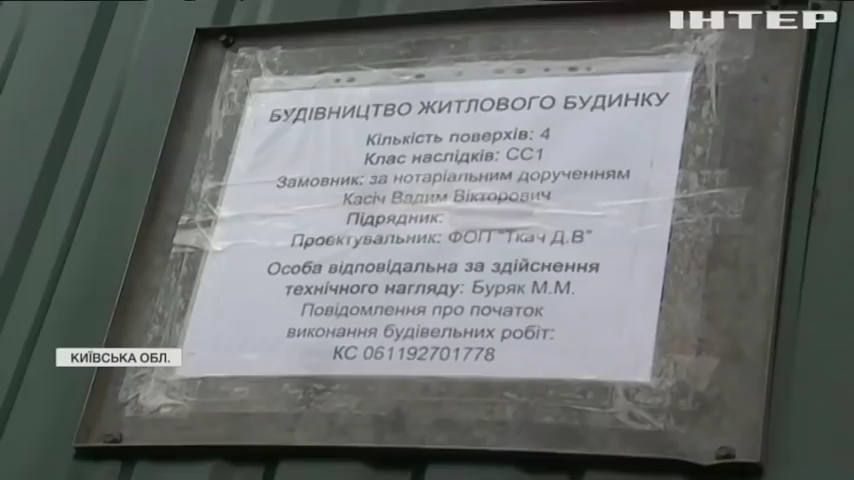 ІНТЕР
БУДІВНИЦТВО ЖИТЛОВОГО БУДИНКУ
Кількість поверхів: 4
Клас наслідків: СС1
Замовник: за нотаріальним дорученням
Касіч Вадим Вікторович
Підрядник:
Проєктувальник: ФОП "Ткач Д.В"
Особа відповідальна за здійснення
технічного нагляду: Буряк М.М.
Повідомлення про початок
виконання будівельних робіт:
КС 061192701778
КИЇВСЬКА ОБЛ.